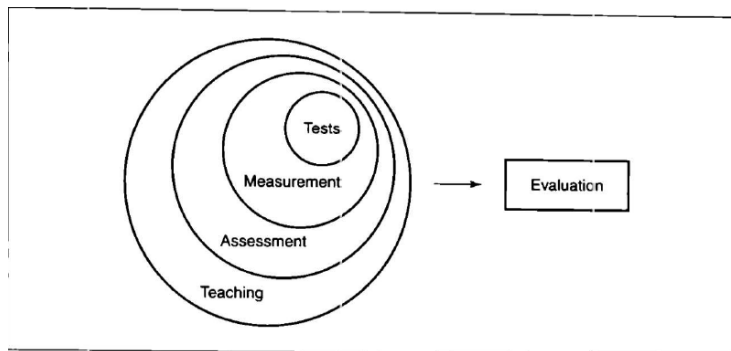 Tests
Measurement
Evaluation
Assessment
Teaching